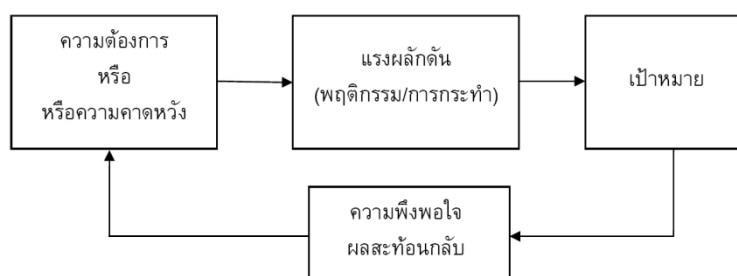 ความต้องการ
หรือ
หรือความคาดหวัง
แรงผลักดัน
(พฤติกรรม/การกระทำ)
เป้าหมาย
ความพึงพอใจ
ผลสะท้อนกลับ